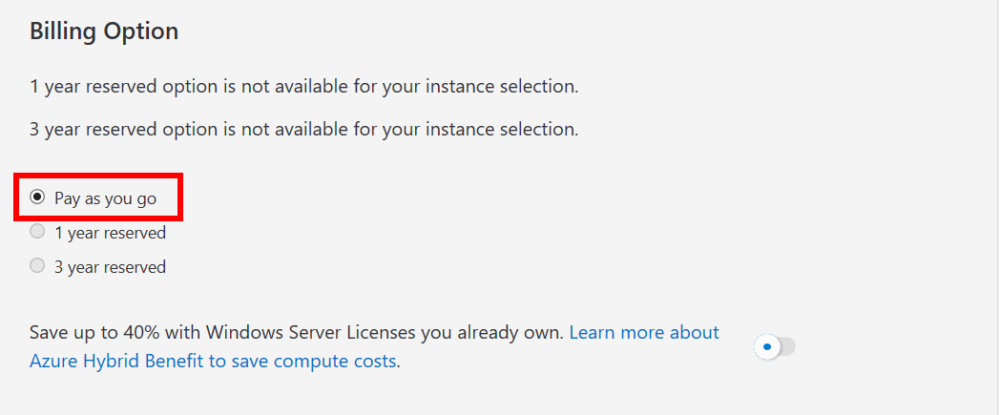 Billing Option
1 year reserved option is not available for your instance selection.
3 year reserved option is not available for your instance selection.
Pay as you go
1 year reserved
3 year reserved
Save up to 40% with Windows Server Licenses you already own. Learn more about
Azure Hybrid Benefit to save compute costs.